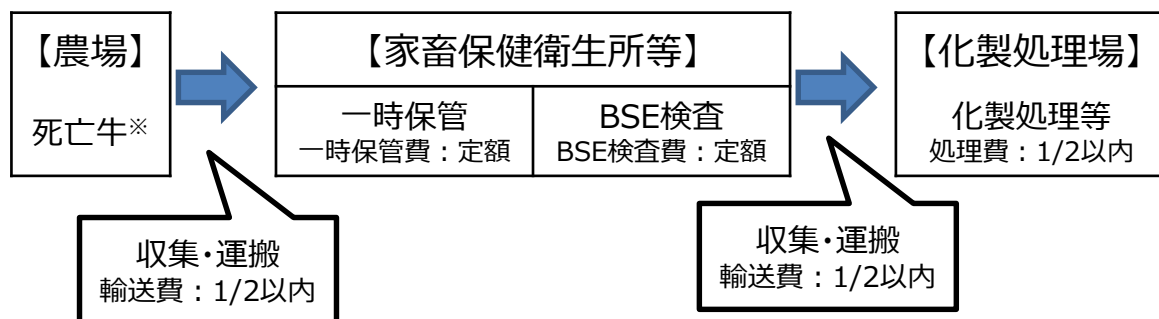 【農場】
死亡牛※
【家畜保健衛生所等】
一時保管
一時保管費：定額
BSE検査
BSE検査費：定額
【化製処理場】
化製処理等
処理費：1/2以内
収集・運搬
輸送費：1/2以内
収集・運搬
輸送費：1/2以内